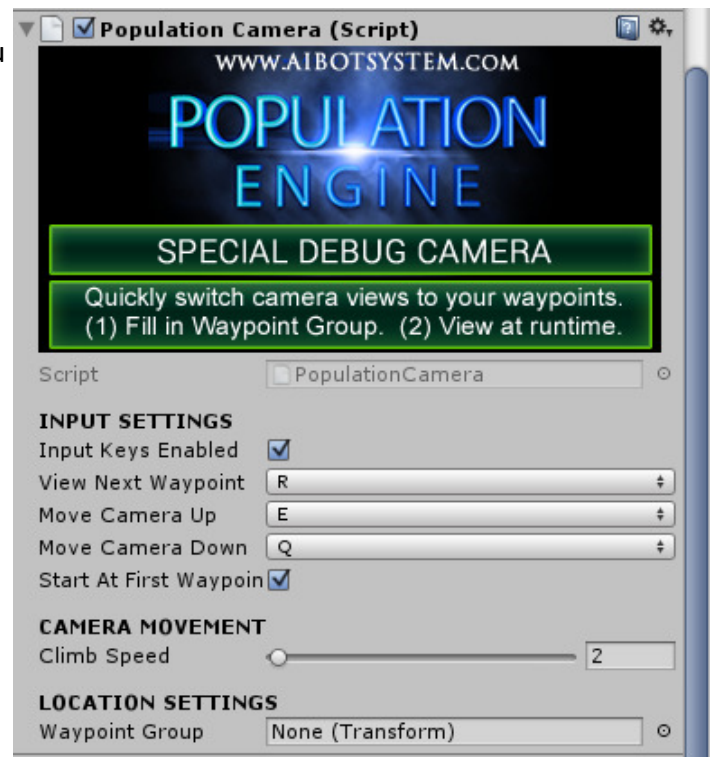 Population Camera (Script)
WWW.AIBOTSYSTEM.COM
POPULATION
ENGINE
SPECIAL DEBUG CAMERA
Quickly switch camera views to your waypoints.
(1) Fill in Waypoint Group. (2) View at runtime.
Script PopulationCamera
INPUT SETTINGS
Input Keys Enabled
View Next Waypoint R
Move Camera Up E
Move Camera Down Q
Start At First Waypoin
CAMERA MOVEMENT
Climb Speed 2
LOCATION SETTINGS
Waypoint Group None (Transform)